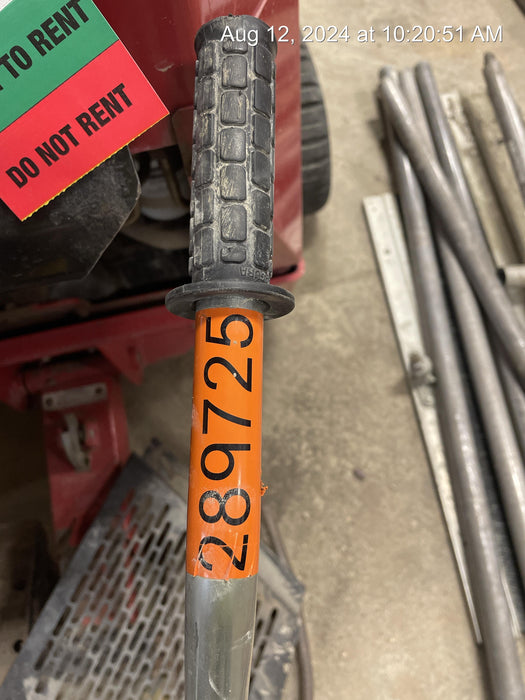 Aug 12, 2024 at 10:20:51 AM
TO RENT
DO NOT RENT
289725